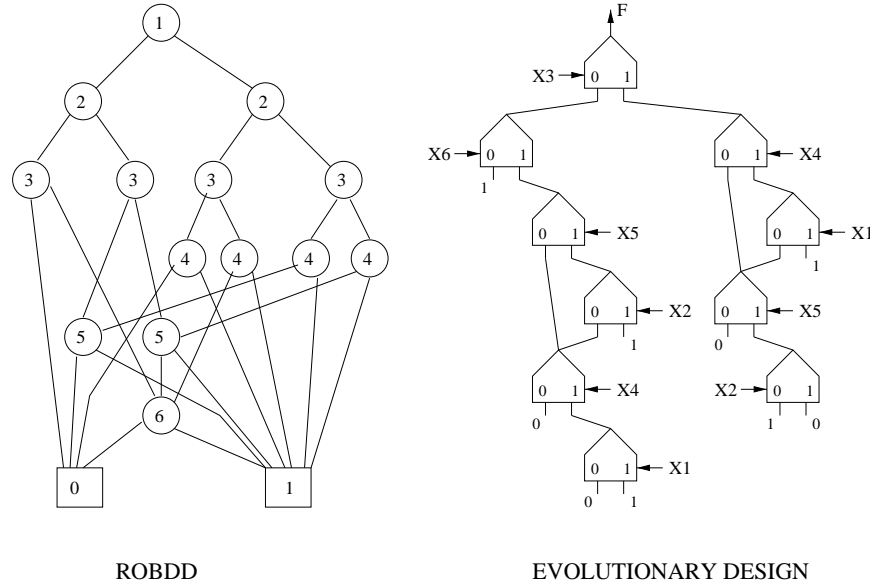 F
1
X3 0 1
2 2
X6 0 1 0 1 X4
3 3 3 3
1
0 1 X5 0 1 X1
4 4 4 4
1
5 5
0 1 X2 0 1 X5
1 0
6
0 1 X4 X2 0 1
0 1 0
0 1
0 1 X1
0 1
ROBDD EVOLUTIONARY DESIGN